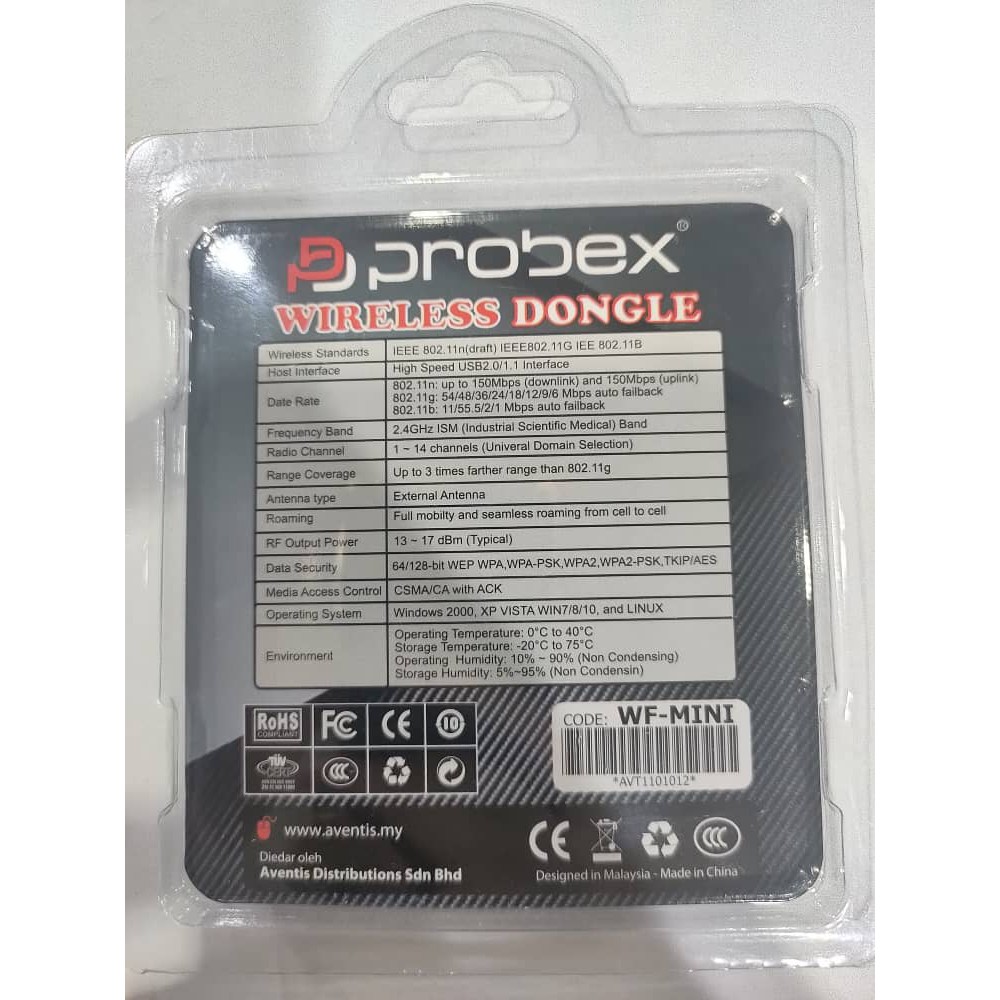 probex®
WIRELESS DONGLE
Wireless Standards IEEE 802.11n(draft) IEEE802.11G IEE 802.11B
Host Interface High Speed USB2.0/1.1 Interface
Date Rate 802.11n: up to 150Mbps (downlink) and 150Mbps (uplink)
802.11g: 54/48/36/24/18/12/9/6 Mbps auto failback
802.11b: 11/55.5/2/1 Mbps auto failback
Frequency Band 2.4GHz ISM (Industrial Scientific Medical) Band
Radio Channel 1 ~ 14 channels (Univeral Domain Selection)
Range Coverage Up to 3 times farther range than 802.11g
Antenna type External Antenna
Roaming Full mobilty and seamless roaming from cell to cell
RF Output Power 13 ~ 17 dBm (Typical)
Data Security 64/128-bit WEP WPA,WPA-PSK,WPA2,WPA2-PSK,TKIP/AES
Media Access Control CSMA/CA with ACK
Operating System Windows 2000, XP VISTA WIN7/8/10, and LINUX
Environment Operating Temperature: 0°C to 40°C
Storage Temperature: -20°C to 75°C
Operating Humidity: 10% ~ 90% (Non Condensing)
Storage Humidity: 5%~95% (Non Condensin)
RoHS COMPLIANT FC CE 10
TÜV CERT CCC
CODE: WF-MINI
*AVT1101012*
www.aventis.my
Diedar oleh
Aventis Distributions Sdn Bhd
CE CCC
Designed in Malaysia - Made in China